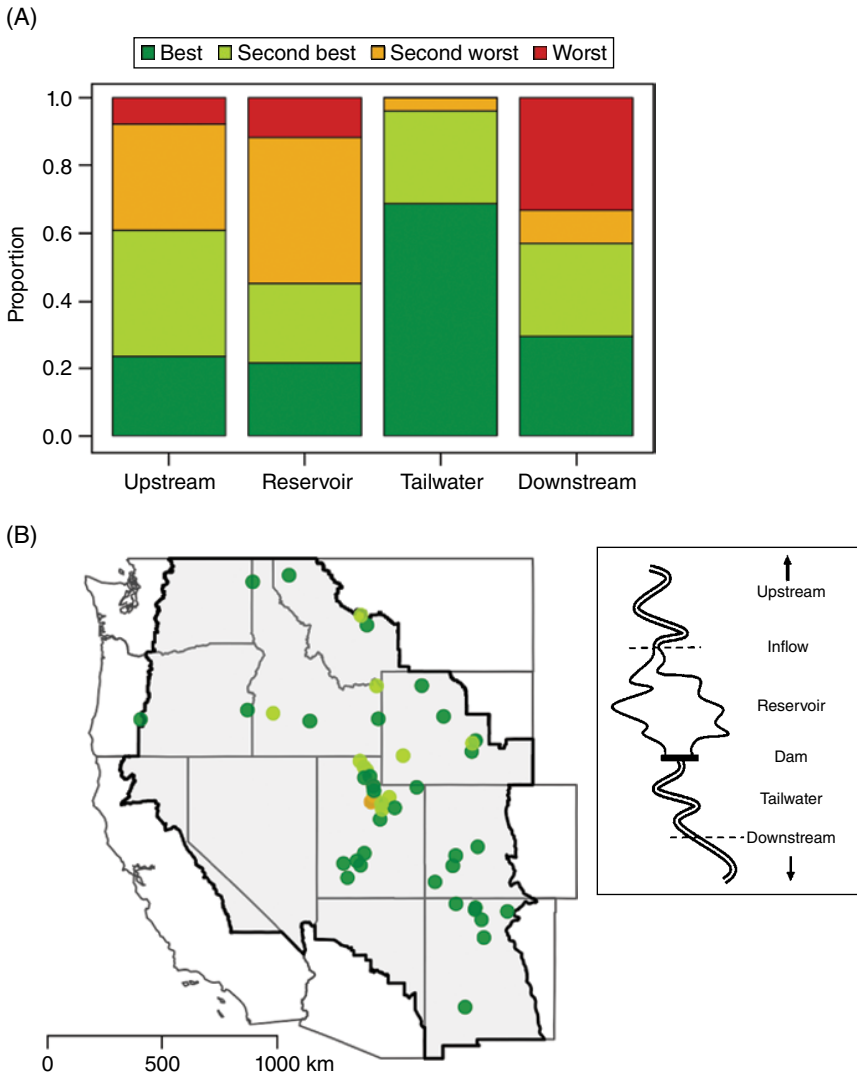 (A)
Best Second best Second worst Worst
Proportion
1.0
0.8
0.6
0.4
0.2
0.0
Upstream Reservoir Tailwater Downstream
(B)
Upstream
Inflow
Reservoir
Dam
Tailwater
Downstream
0 500 1000 km